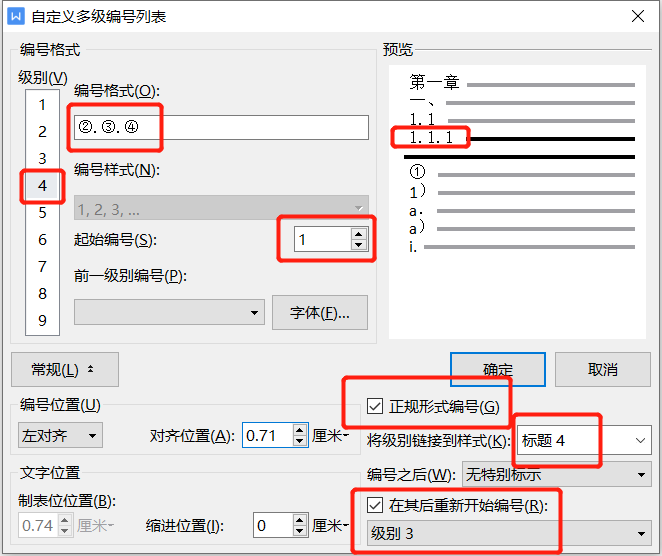 自定义多级编号列表
编号格式
级别(V)
1
2
3
4
5
6
7
8
9
编号格式(O):
②.③.④
编号样式(N):
1, 2, 3, ...
起始编号(S):
1
前一级别编号(P):
字体(F)...
预览
第一章
一、
1.1
1.1.1
①
1)
a.
a)
i.
常规(L)
确定
取消
编号位置(U)
左对齐
对齐位置(A):
0.71
厘米
文字位置
制表位位置(B):
0.74
厘米
缩进位置(I):
0
厘米
正规形式编号(G)
将级别链接到样式(K):
标题 4
编号之后(W):
无特别标示
在其后重新开始编号(R):
级别 3